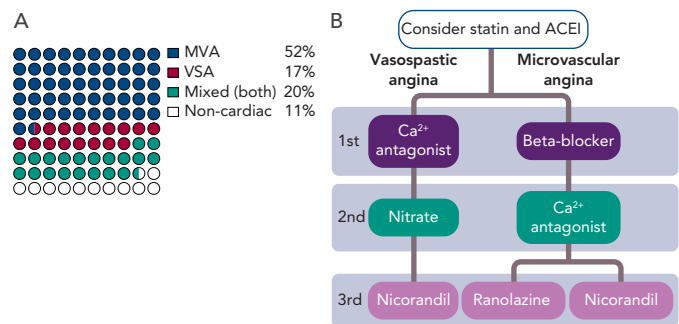 A
MVA 52%
VSA 17%
Mixed (both) 20%
Non-cardiac 11%
B
Consider statin and ACEI
Vasospastic
angina
Microvascular
angina
1st
Ca²⁺
antagonist
Beta-blocker
2nd
Nitrate
Ca²⁺
antagonist
3rd
Nicorandil
Ranolazine
Nicorandil